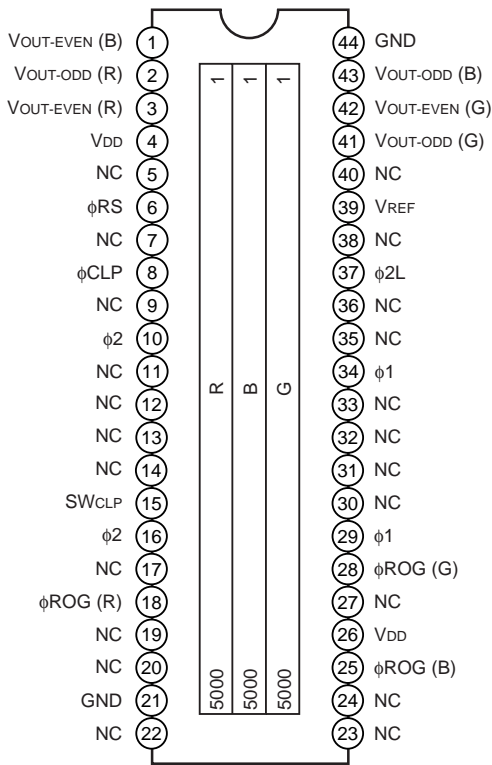 VOUT-EVEN (B) 1
VOUT-ODD (R) 2
VOUT-EVEN (R) 3
VDD 4
NC 5
φRS 6
NC 7
φCLP 8
NC 9
φ2 10
NC 11
NC 12
NC 13
NC 14
SWCLP 15
φ2 16
NC 17
φROG (R) 18
NC 19
NC 20
GND 21
NC 22
1 1 1
R B G
5000 5000 5000
44 GND
43 VOUT-ODD (B)
42 VOUT-EVEN (G)
41 VOUT-ODD (G)
40 NC
39 VREF
38 NC
37 φ2L
36 NC
35 NC
34 φ1
33 NC
32 NC
31 NC
30 NC
29 φ1
28 φROG (G)
27 NC
26 VDD
25 φROG (B)
24 NC
23 NC